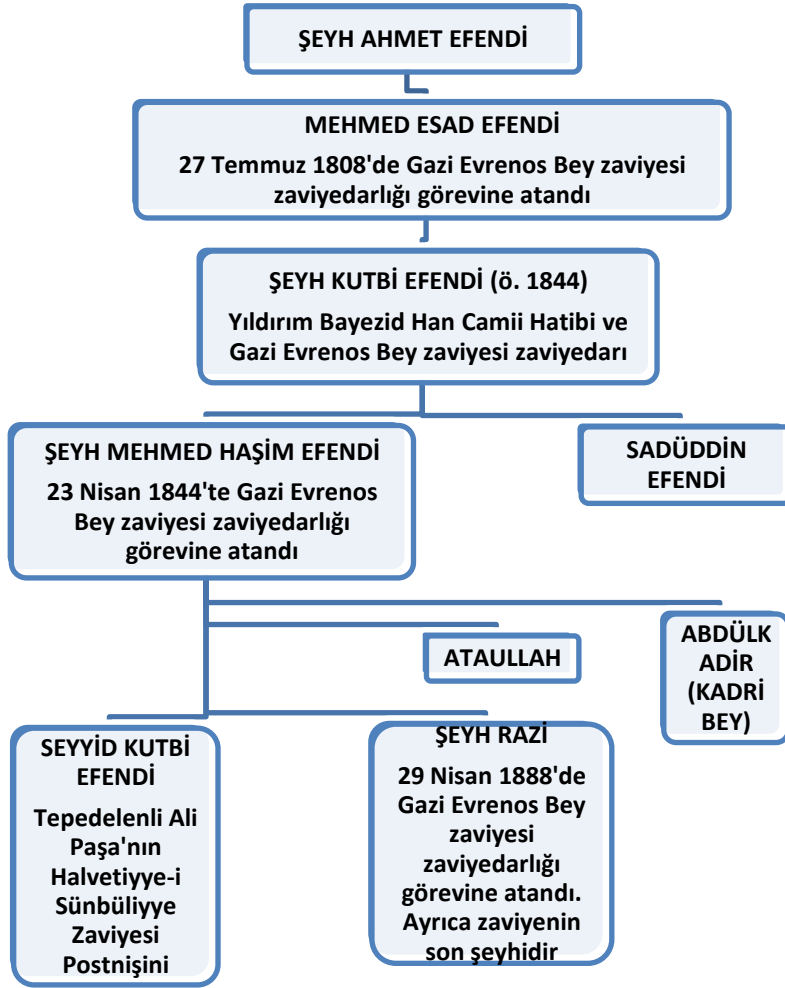 ŞEYH AHMET EFENDİ
MEHMED ESAD EFENDİ
27 Temmuz 1808'de Gazi Evrenos Bey zaviyesi
zaviyedarlığı görevine atandı
ŞEYH KUTBİ EFENDİ (ö. 1844)
Yıldırım Bayezid Han Camii Hatibi ve
Gazi Evrenos Bey zaviyesi zaviyedarı
ŞEYH MEHMED HAŞİM EFENDİ
23 Nisan 1844'te Gazi Evrenos
Bey zaviyesi zaviyedarlığı
görevine atandı
SADÜDDİN
EFENDİ
ATAULLAH
ABDÜLK
ADİR
(KADRİ
BEY)
SEYYİD KUTBİ
EFENDİ
Tepedelenli Ali
Paşa'nın
Halvetiyye-i
Sünbüliyye
Zaviyesi
Postnişini
ŞEYH RAZİ
29 Nisan 1888'de
Gazi Evrenos Bey
zaviyesi
zaviyedarlığı
görevine atandı.
Ayrıca zaviyenin
son şeyhidir